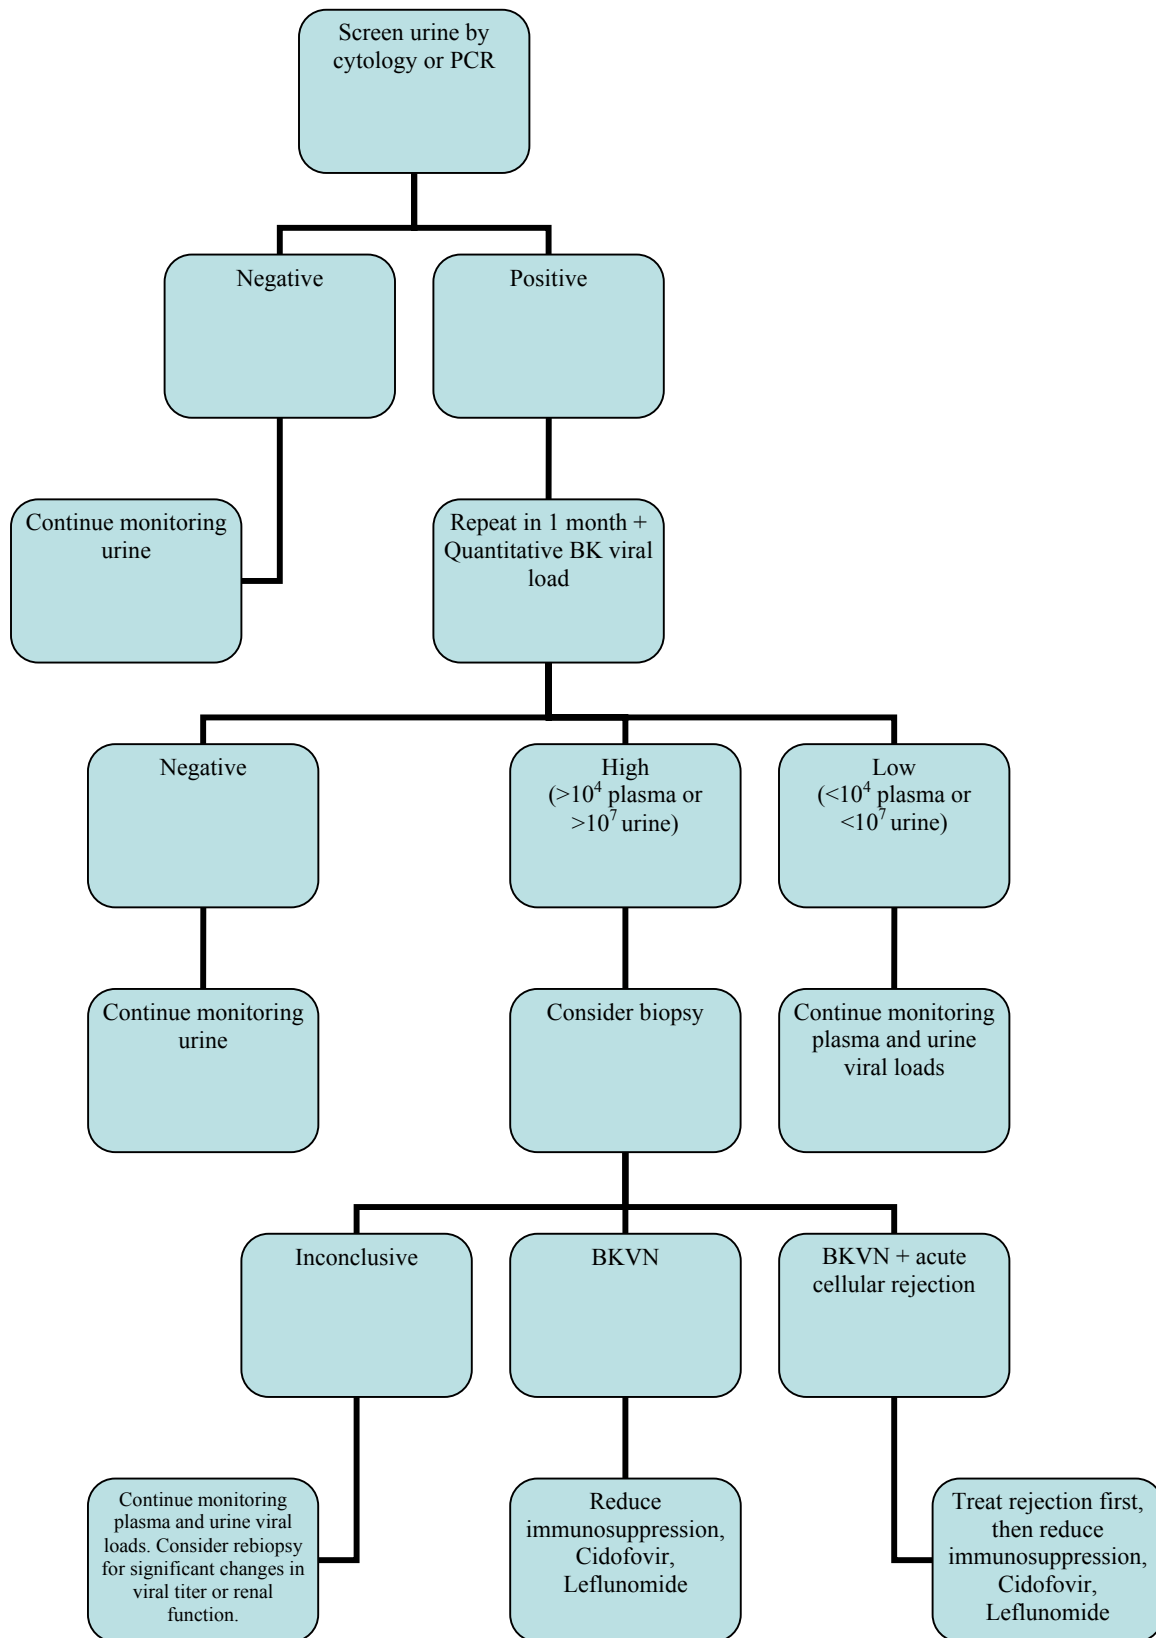 Screen urine by
cytology or PCR
Negative
Positive
Continue monitoring
urine
Repeat in 1 month +
Quantitative BK viral
load
Negative
High
(>10⁴ plasma or
>10⁷ urine)
Low
(<10⁴ plasma or
<10⁷ urine)
Continue monitoring
urine
Consider biopsy
Continue monitoring
plasma and urine
viral loads
Inconclusive
BKVN
BKVN + acute
cellular rejection
Continue monitoring
plasma and urine viral
loads. Consider rebiopsy
for significant changes in
viral titer or renal
function.
Reduce
immunosuppression,
Cidofovir,
Leflunomide
Treat rejection first,
then reduce
immunosuppression,
Cidofovir,
Leflunomide